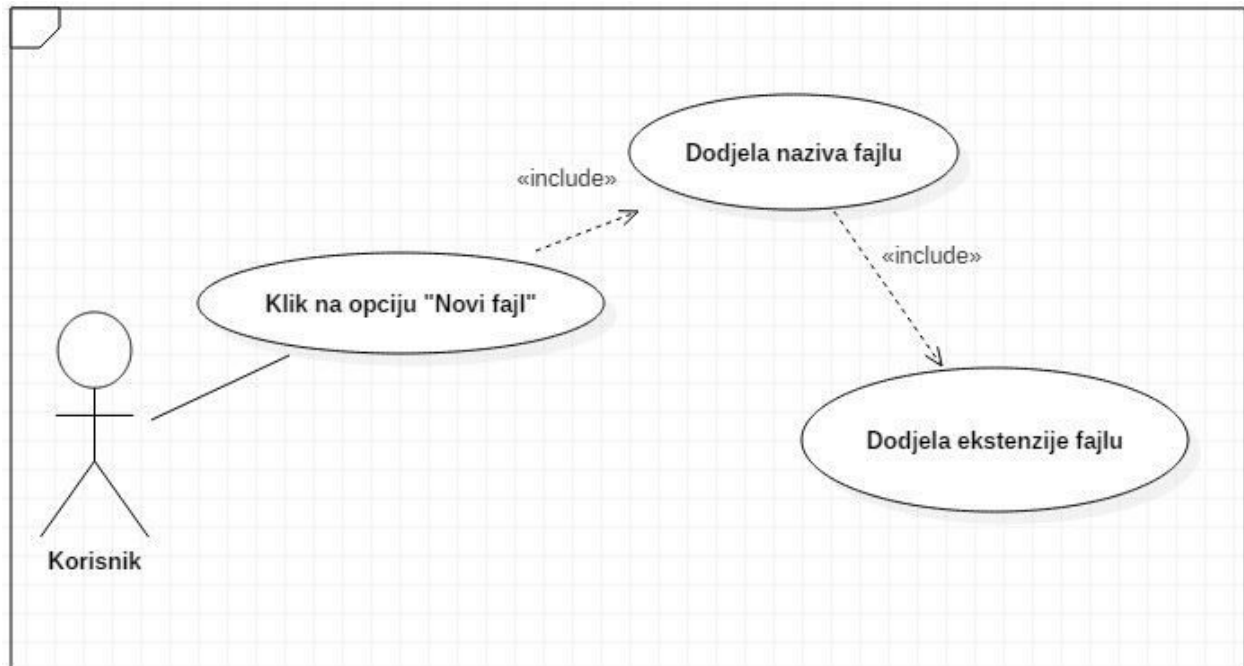 Dodjela naziva fajlu
«include»
«include»
Klik na opciju "Novi fajl"
Dodjela ekstenzije fajlu
Korisnik